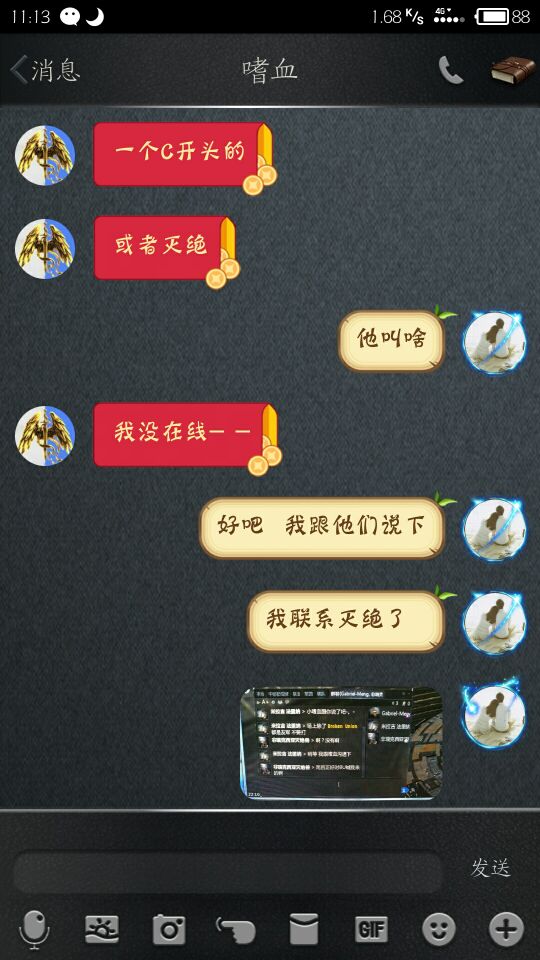 11:13
1.68 K/s
4G
88
消息
嗜血
一个C开头的
或者灭绝
他叫啥
我没在线－－
好吧 我跟他们说下
我联系灭绝了
Broken Union
发送
GIF